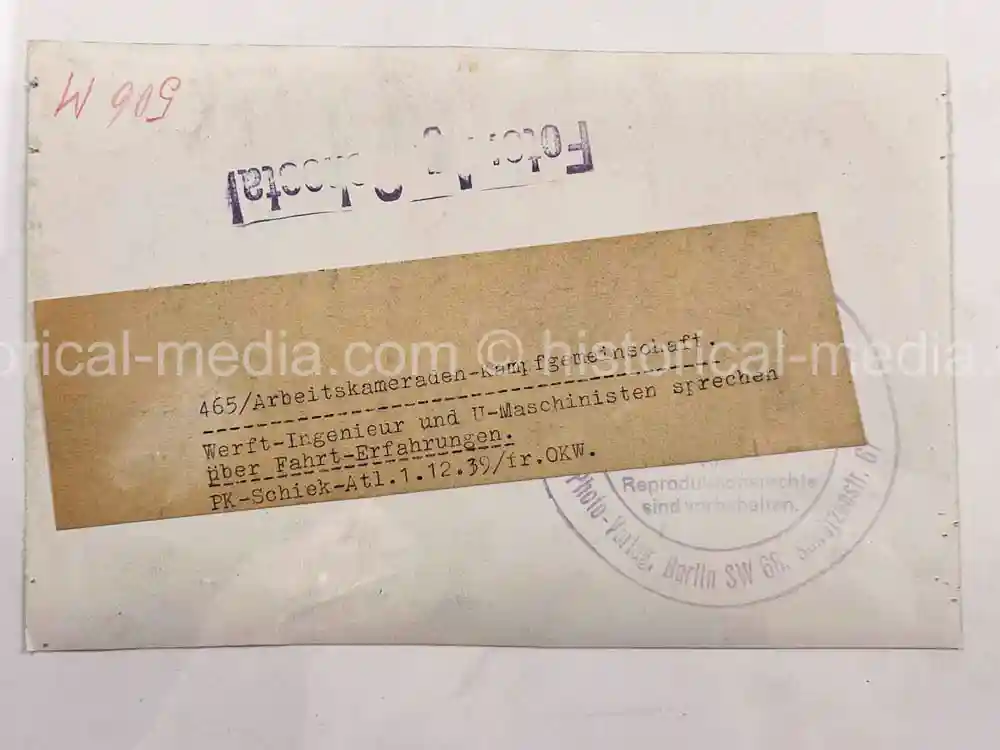 506 M
Foto:
465/Arbeitskameraden-Kampfgemeinschaft.
Werft-Ingenieur und U-Maschinisten sprechen
über Fahrt-Erfahrungen.
PK-Schiek-Atl.1.12.39/fr.OKW.
Reproduktionsrechte
sind vorbehalten.
Photo-Verlag, Berlin SW 68,
historical-media.com © historical-media